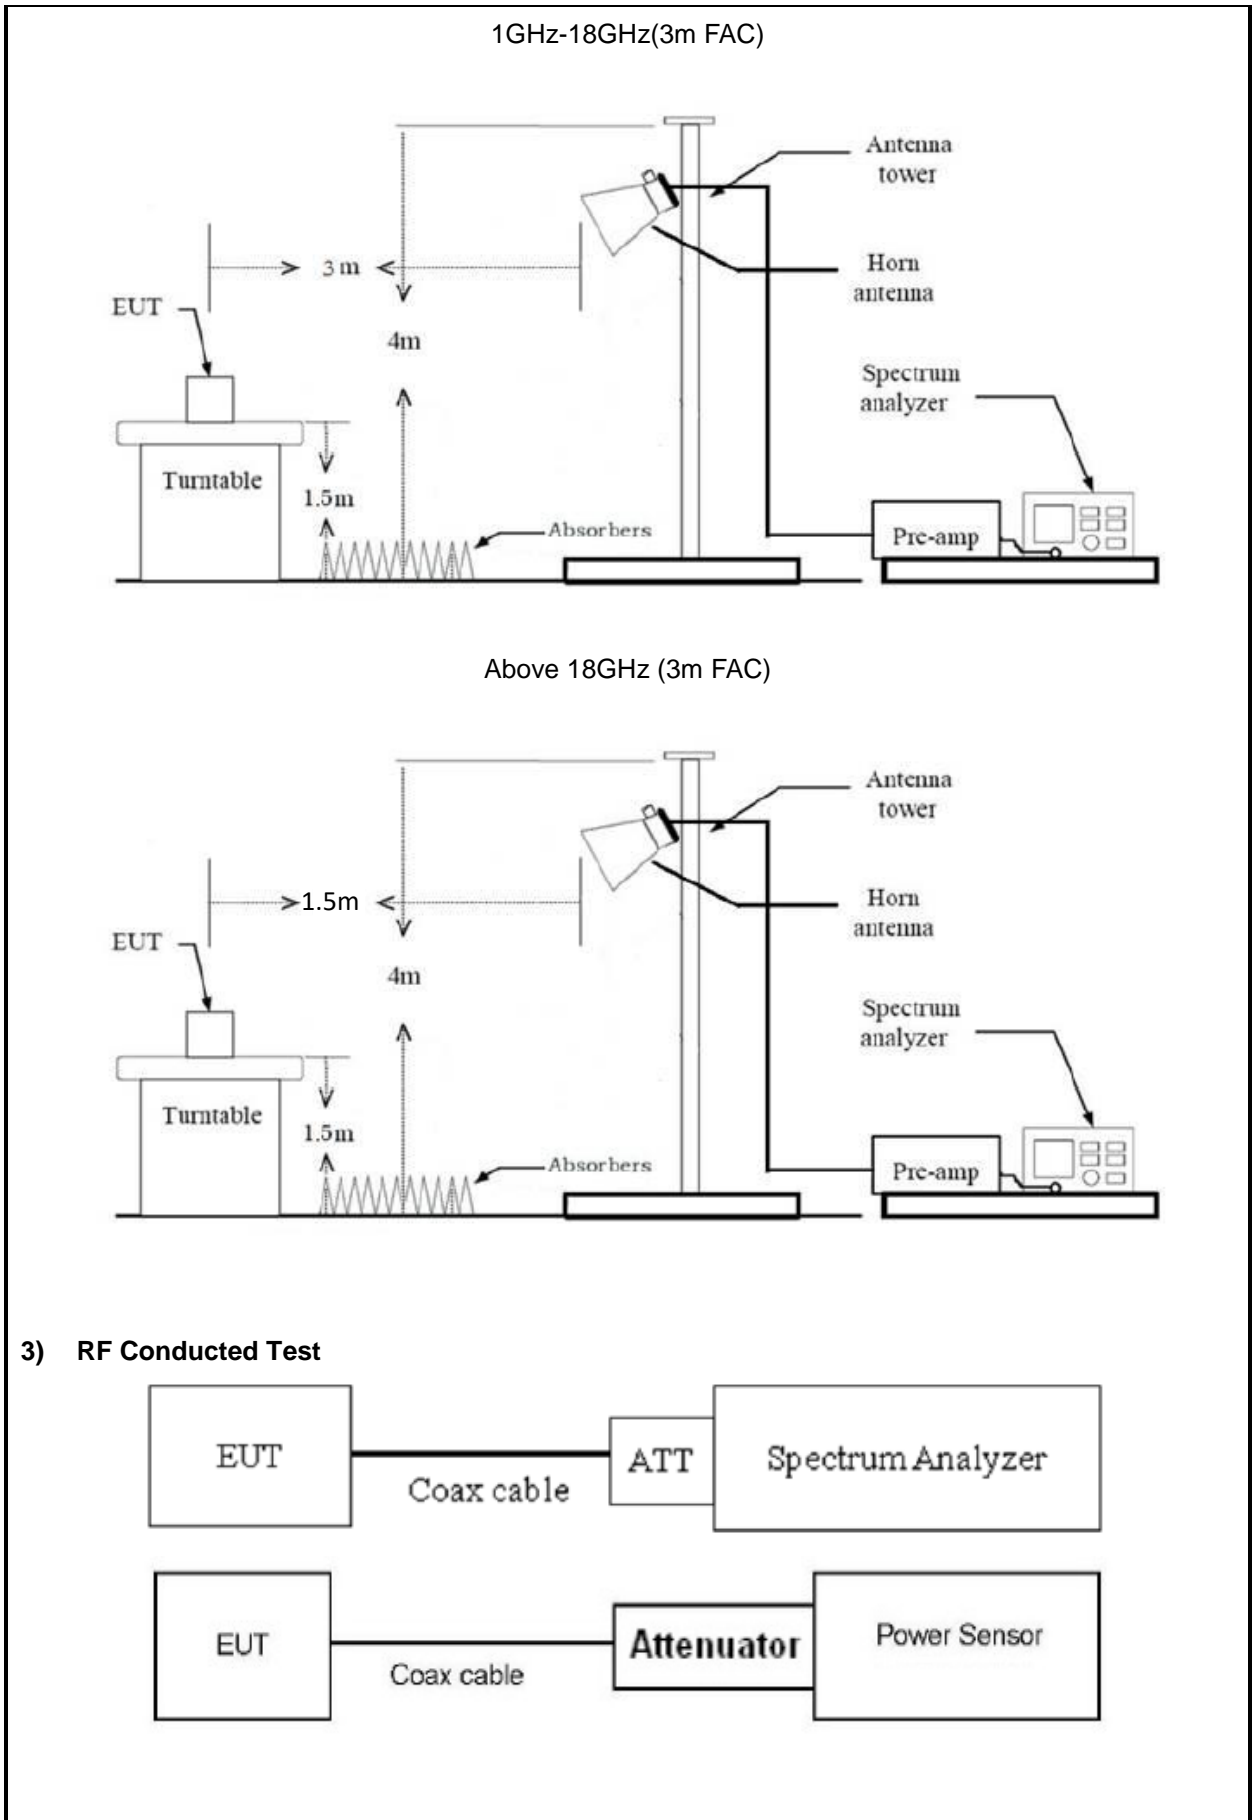 1GHz-18GHz(3m FAC)
Antenna
tower
3 m
Horn
antenna
EUT
4m
Spectrum
analyzer
Turntable
1.5m
Absorbers
Pre-amp
Above 18GHz (3m FAC)
Antenna
tower
1.5m
Horn
antenna
EUT
4m
Spectrum
analyzer
Turntable
1.5m
Absorbers
Pre-amp
3) RF Conducted Test
EUT
Coax cable
ATT
Spectrum Analyzer
EUT
Coax cable
Attenuator
Power Sensor